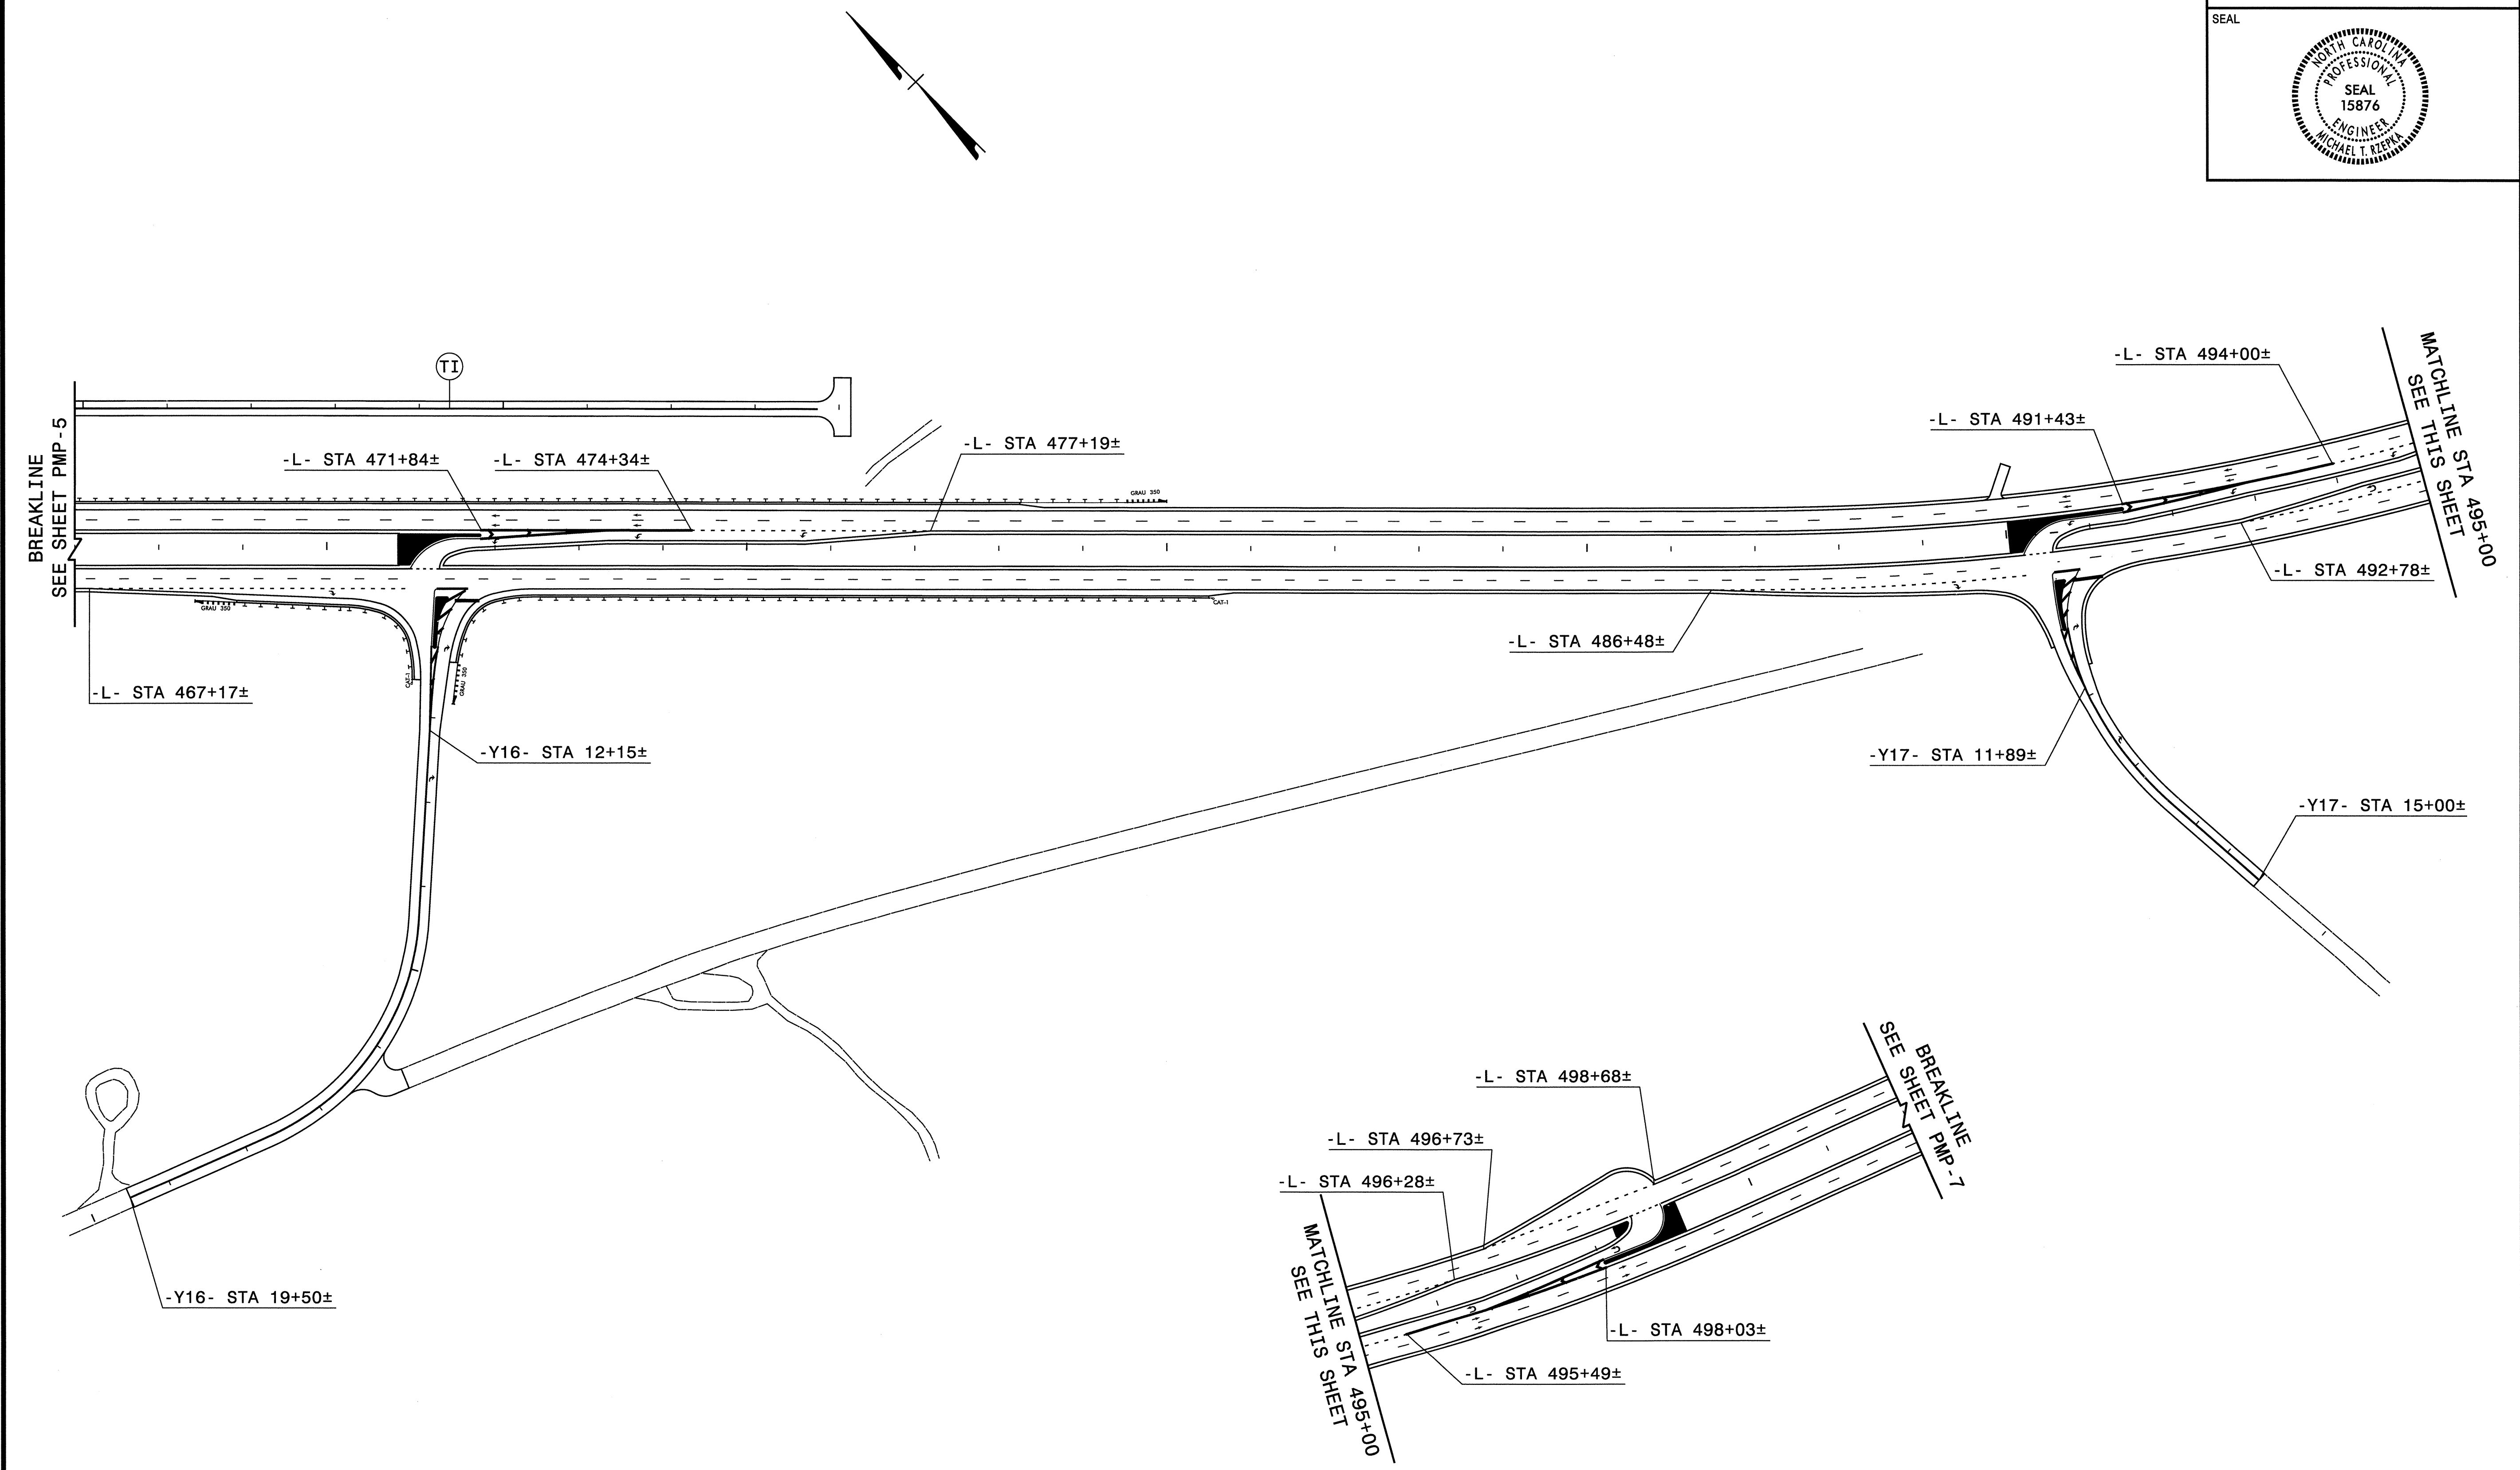 SEAL
NORTH CAROLINA
PROFESSIONAL
SEAL
15876
ENGINEER
MICHAEL T. RZEPKA
BREAKLINE
SEE SHEET PMP-5
TI
-L- STA 471+84±
-L- STA 474+34±
-L- STA 477+19±
GRAU 350
-L- STA 494+00±
-L- STA 491+43±
MATCHLINE STA 495+00
SEE THIS SHEET
-L- STA 492+78±
GRAU 350
CAT-1
-L- STA 486+48±
-L- STA 467+17±
CAT-1
GRAU 350
-Y16- STA 12+15±
-Y17- STA 11+89±
-Y17- STA 15+00±
-Y16- STA 19+50±
-L- STA 498+68±
-L- STA 496+73±
-L- STA 496+28±
BREAKLINE
SEE SHEET PMP-7
MATCHLINE STA 495+00
SEE THIS SHEET
-L- STA 498+03±
-L- STA 495+49±